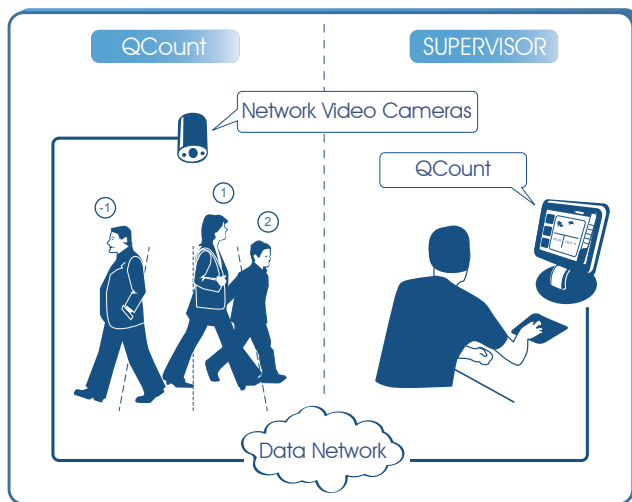 QCount
SUPERVISOR
Network Video Cameras
QCount
-1
1
2
Data Network